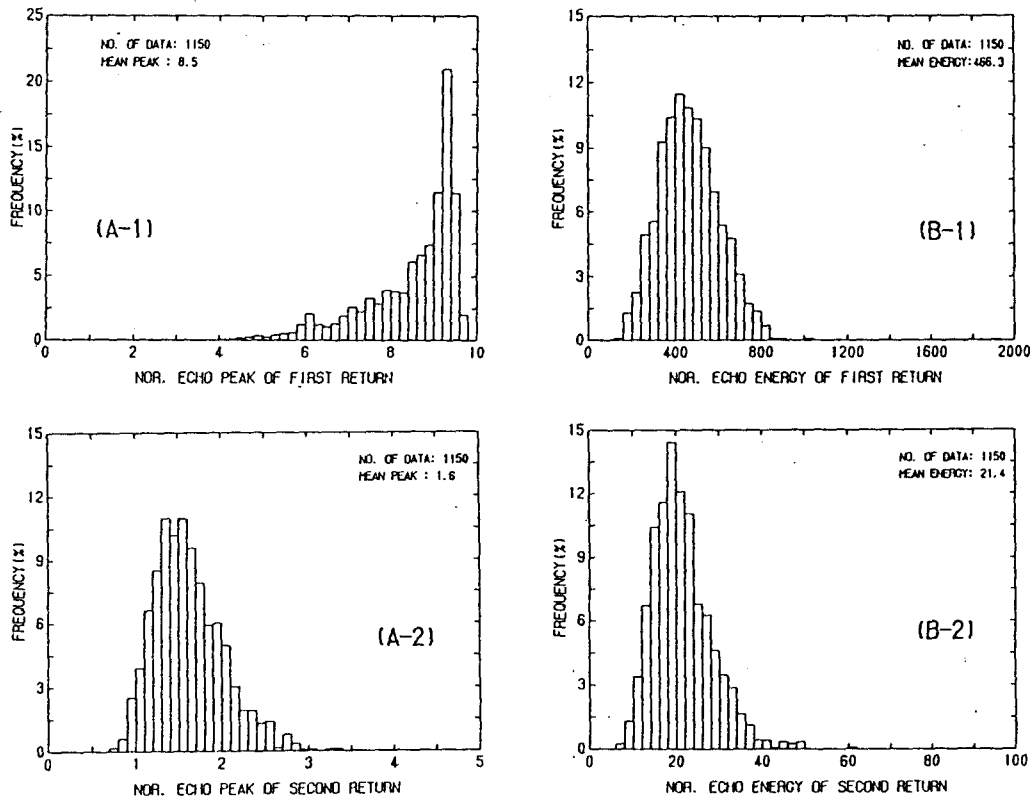 25
20
15
10
5
0
FREQUENCY(%)
NO. OF DATA: 1150
MEAN PEAK : 8.5
(A-1)
0 2 4 6 8 10
NOR. ECHO PEAK OF FIRST RETURN
15
12
9
6
3
0
FREQUENCY(%)
NO. OF DATA: 1150
MEAN ENERGY:466.3
(B-1)
0 400 800 1200 1600 2000
NOR. ECHO ENERGY OF FIRST RETURN
15
12
9
6
3
0
FREQUENCY(%)
NO. OF DATA: 1150
MEAN PEAK : 1.6
(A-2)
0 1 2 3 4 5
NOR. ECHO PEAK OF SECOND RETURN
15
12
9
6
3
0
FREQUENCY(%)
NO. OF DATA: 1150
MEAN ENERGY: 21.4
(B-2)
0 20 40 60 80 100
NOR. ECHO ENERGY OF SECOND RETURN